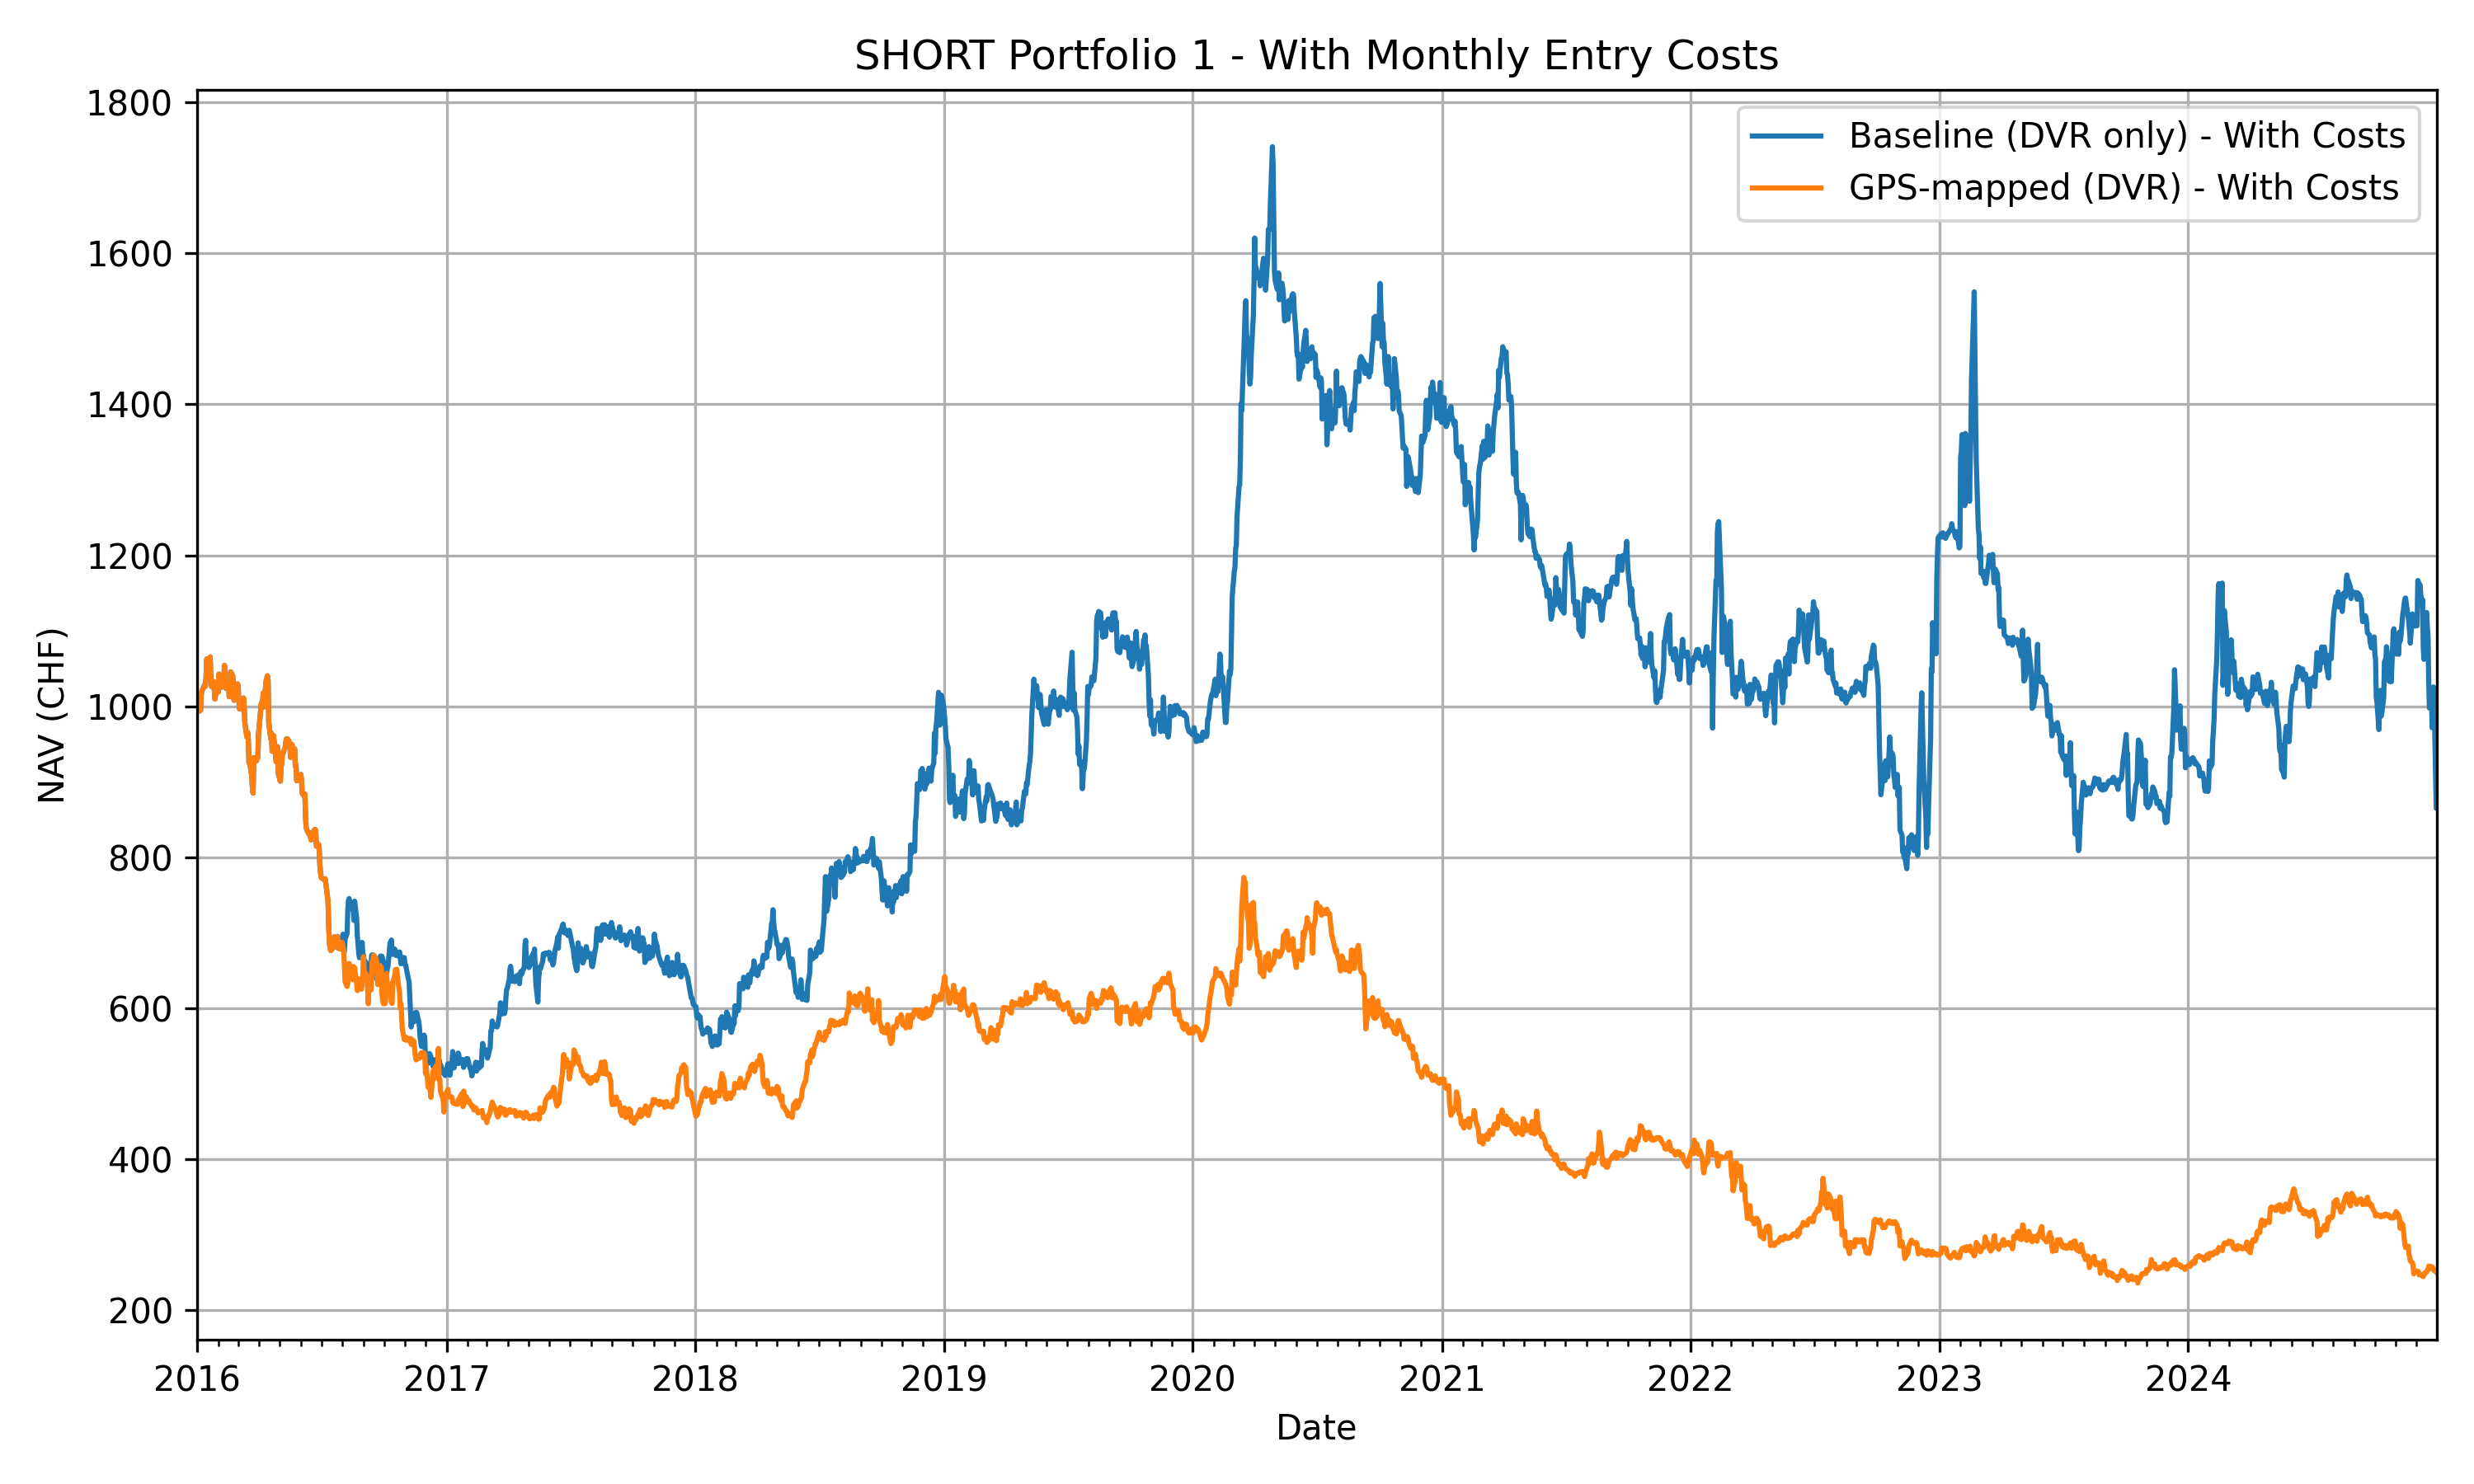 SHORT Portfolio 1 - With Monthly Entry Costs
Baseline (DVR only) - With Costs
GPS-mapped (DVR) - With Costs
NAV (CHF)
1800
1600
1400
1200
1000
800
600
400
200
2016 2017 2018 2019 2020 2021 2022 2023 2024
Date